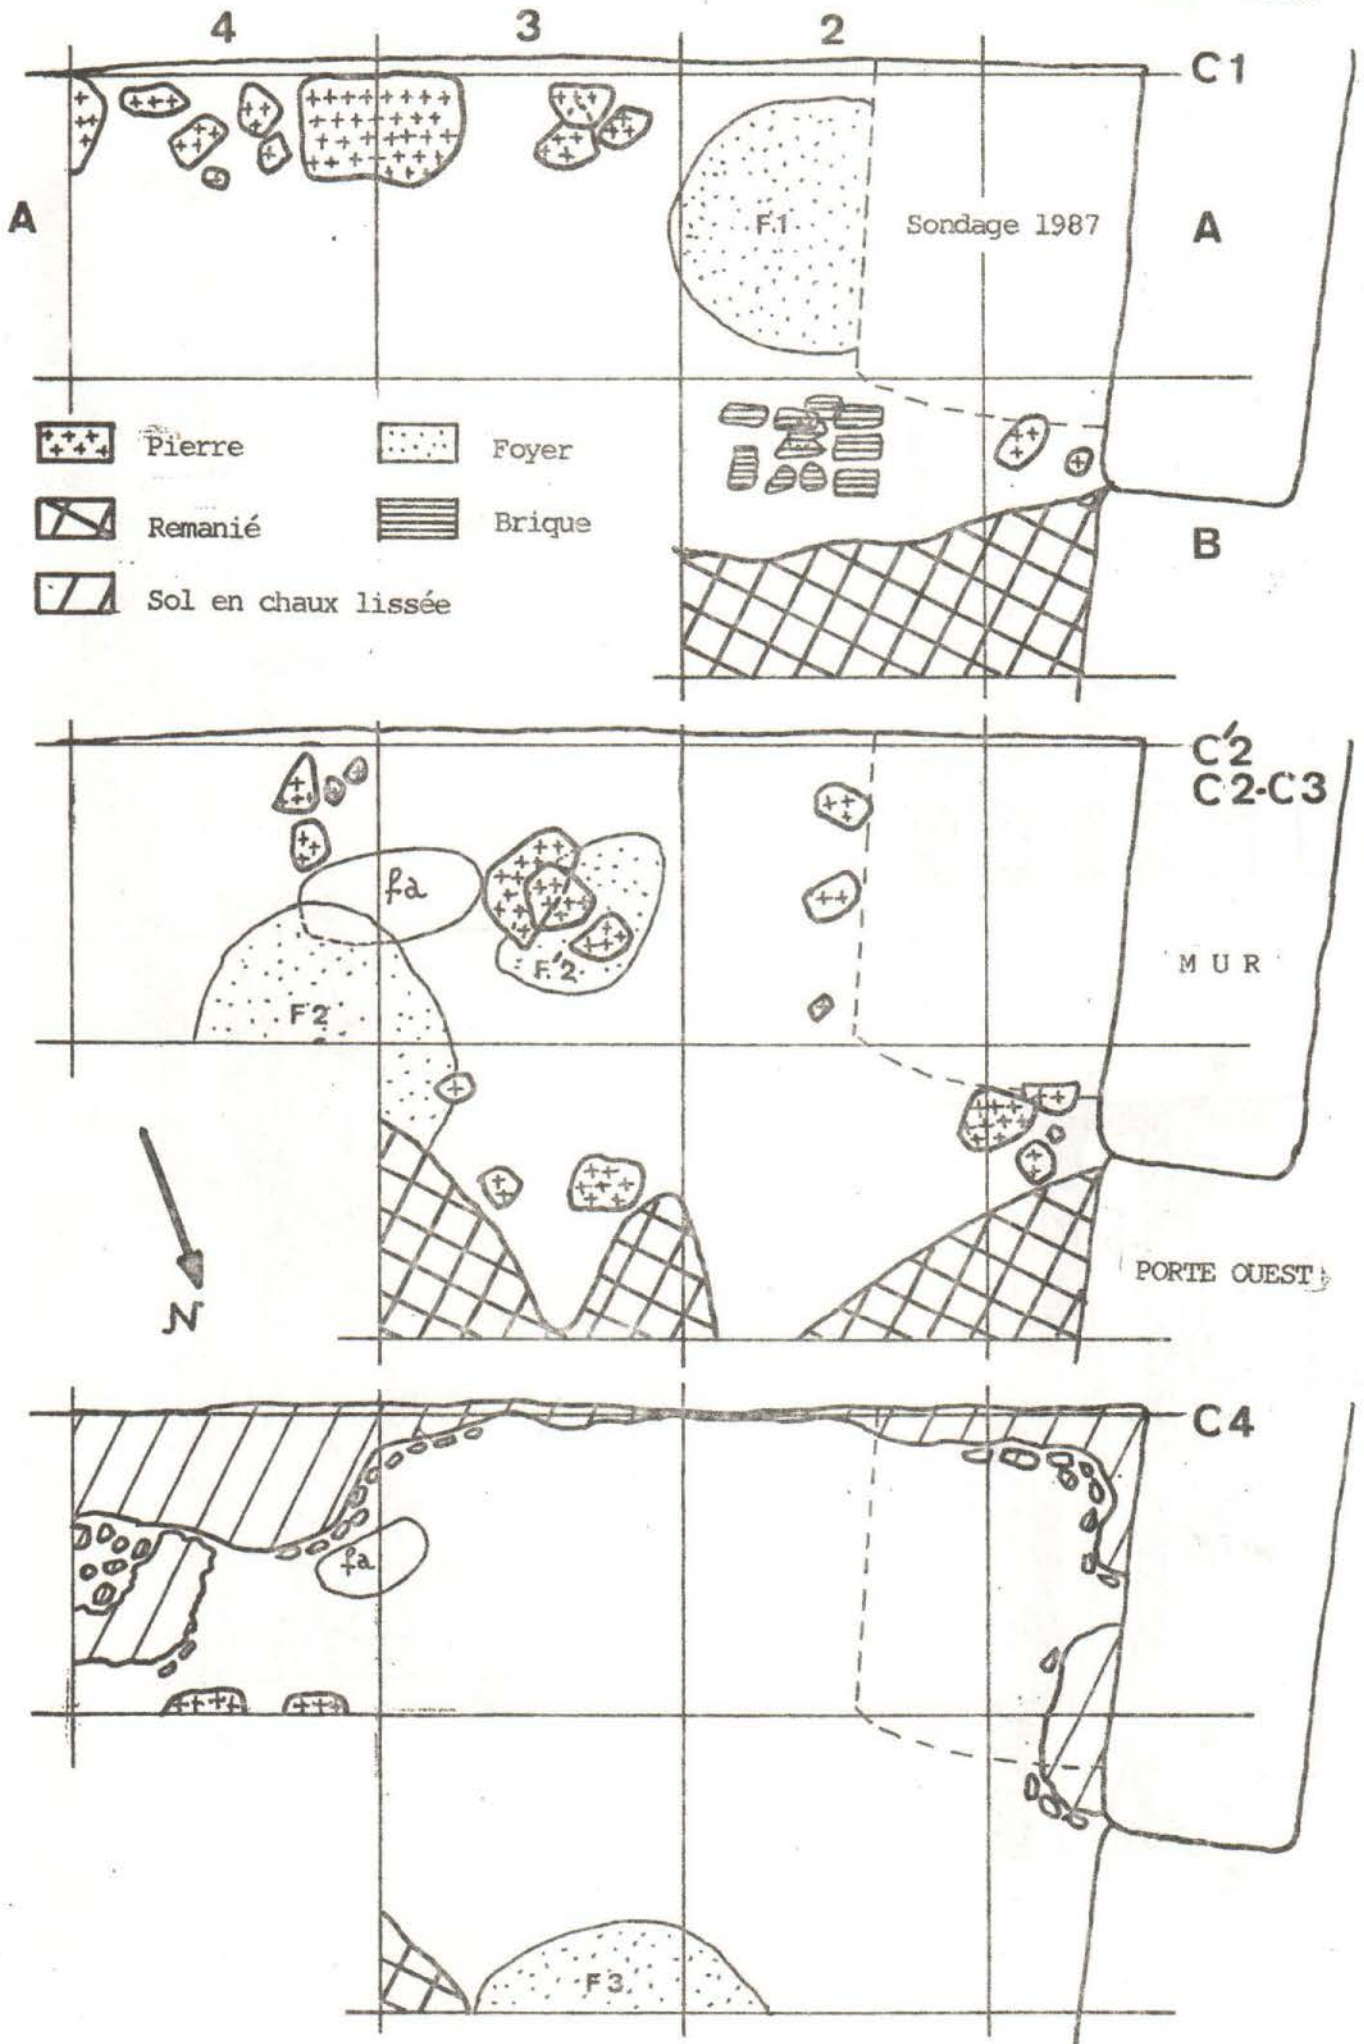 4 3 2
C1
A F.1 Sondage 1987 A
Pierre Foyer
Remanié Brique
B
Sol en chaux lissée
C'2
C2-C3
fa
F'2
MUR
F2
N
PORTE OUEST
C4
fa
F3